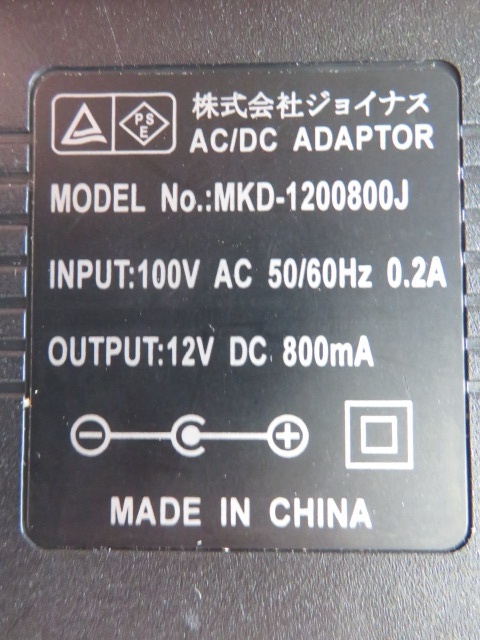 PSE
株式会社ジョイナス
AC/DC ADAPTOR
MODEL No.:MKD-1200800J
INPUT:100V AC 50/60Hz 0.2A
OUTPUT:12V DC 800mA
MADE IN CHINA